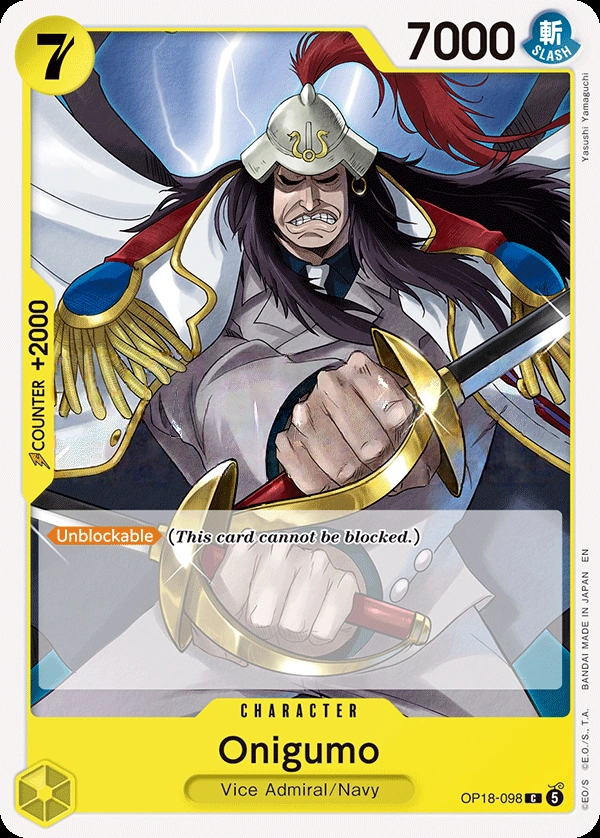 7
7000
斬
SLASH
Yasushi Yamaguchi
COUNTER +2000
Unblockable (This card cannot be blocked.)
©EO/S ©E.O./S., T.A. BANDAI MADE IN JAPAN EN
CHARACTER
Onigumo
Vice Admiral/Navy
OP18-098 C 5